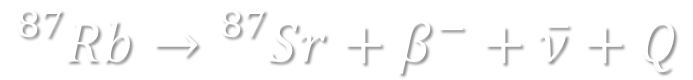 ⁸⁷Rb → ⁸⁷Sr + β⁻ + ν̄ + Q